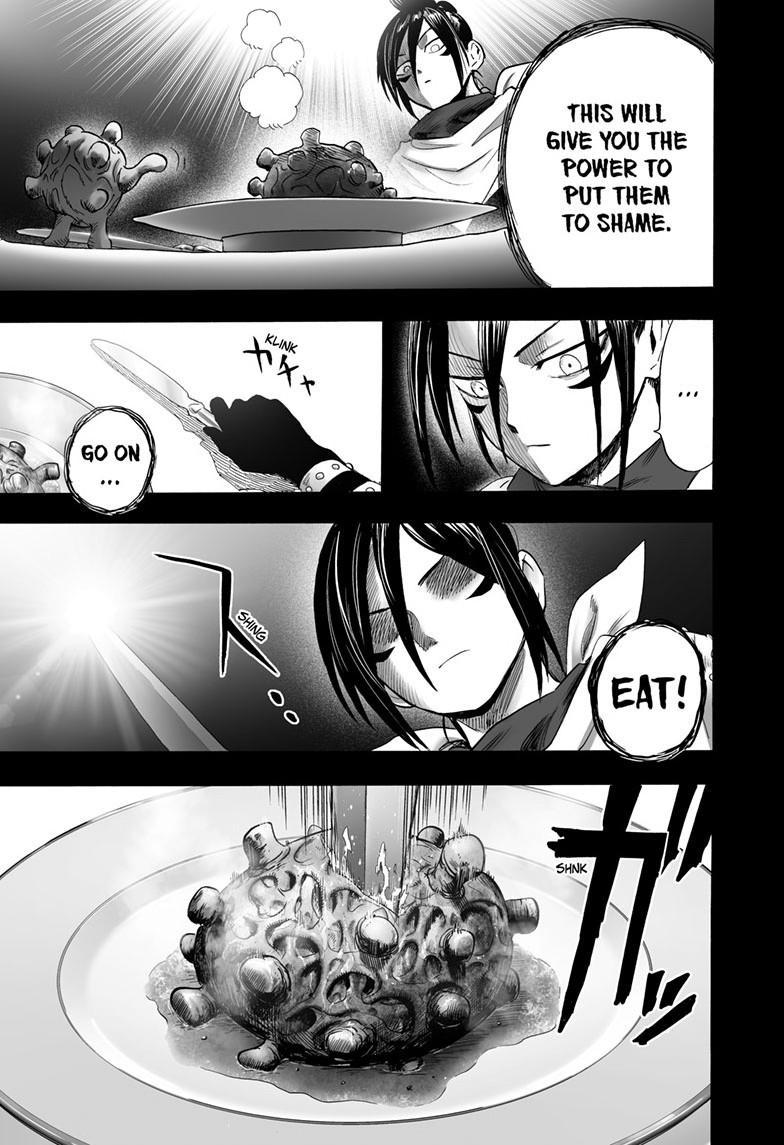 THIS WILL
GIVE YOU THE
POWER TO
PUT THEM
TO SHAME.
...
KLINK
カチャ
GO ON
...
スッ...
SHING
EAT!
SHNK